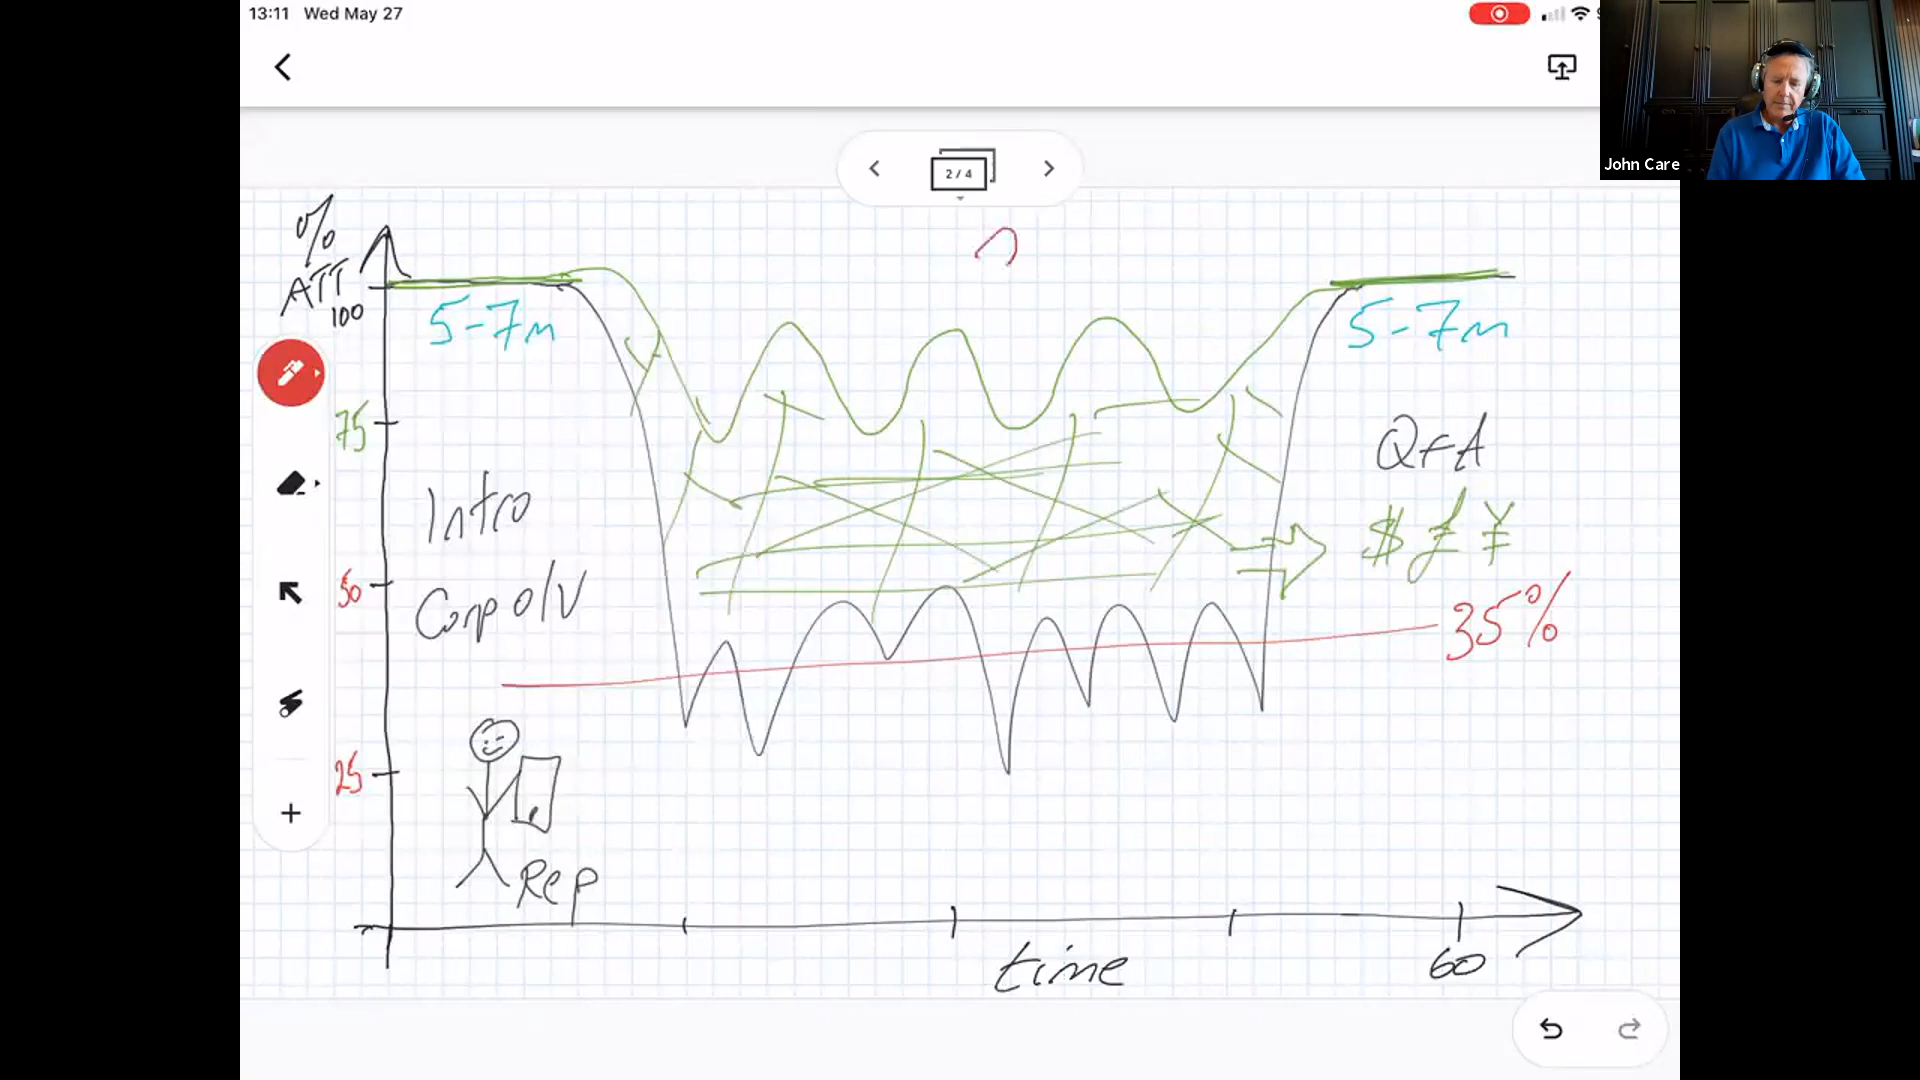 13:11 Wed May 27
John Care
2 / 4
%
ATT
100
75
50
25
5-7m
5-7m
Intro
Corp o/v
Q+A
$ £ ¥
35%
Rep
time
60